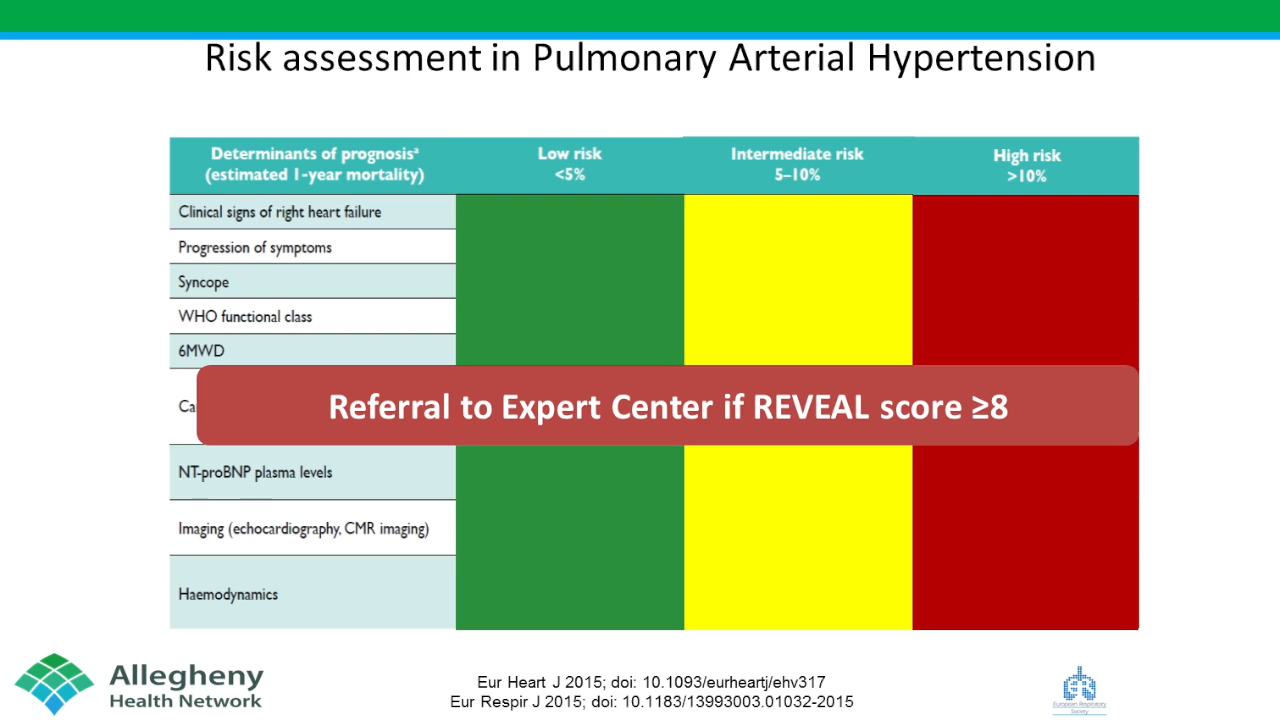 Risk assessment in Pulmonary Arterial Hypertension
Determinants of prognosisᵃ
(estimated 1-year mortality)
Low risk
<5%
Intermediate risk
5–10%
High risk
>10%
Clinical signs of right heart failure
Progression of symptoms
Syncope
WHO functional class
6MWD
Ca
Referral to Expert Center if REVEAL score ≥8
NT-proBNP plasma levels
Imaging (echocardiography, CMR imaging)
Haemodynamics
Allegheny
Health Network
Eur Heart J 2015; doi: 10.1093/eurheartj/ehv317
Eur Respir J 2015; doi: 10.1183/13993003.01032-2015
European Respiratory
Society